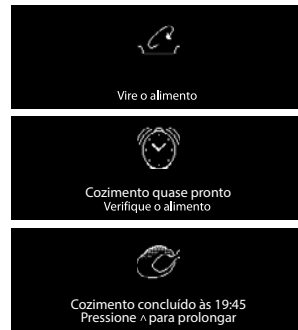 Vire o alimento
Cozimento quase pronto
Verifique o alimento
Cozimento concluído às 19:45
Pressione ˄ para prolongar